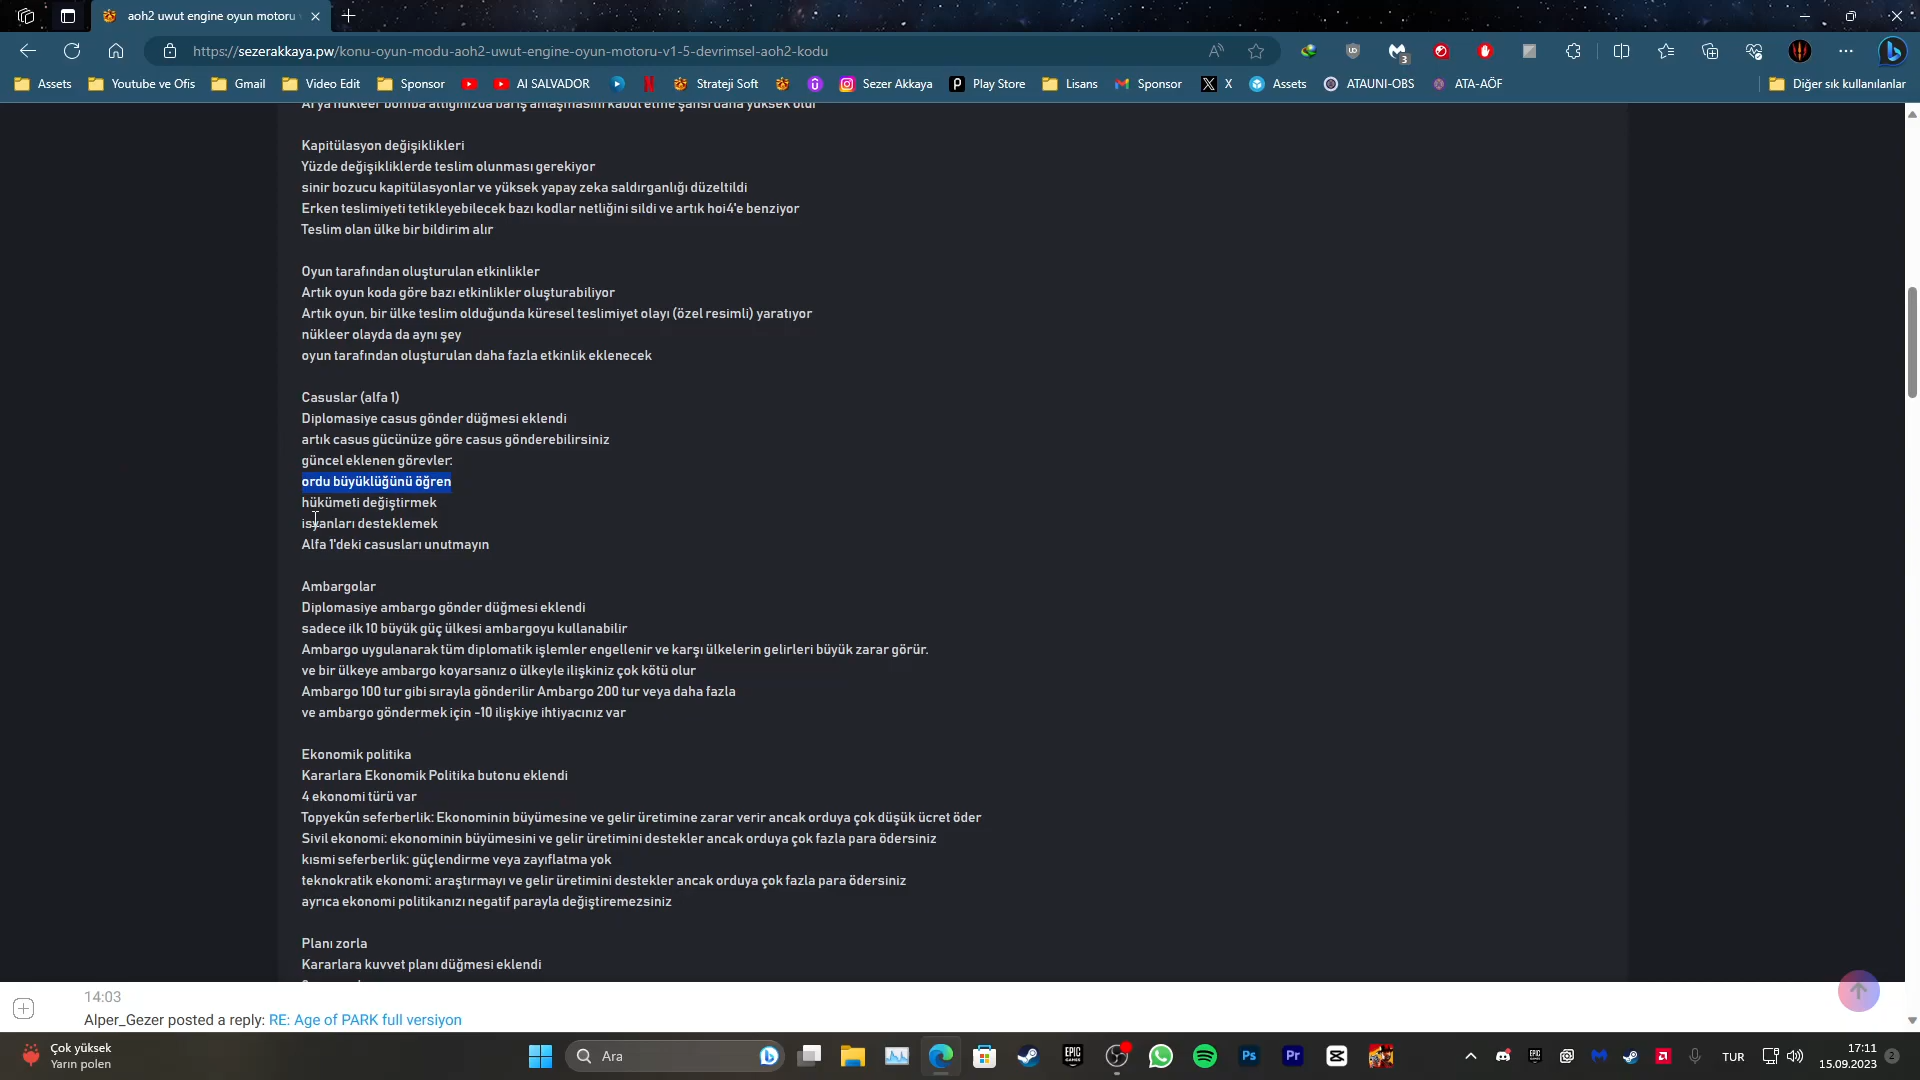 aoh2 uwut engine oyun motoru
https://sezerakkaya.pw/konu-oyun-modu-aoh2-uwut-engine-oyun-motoru-v1-5-devrimsel-aoh2-kodu
Assets
Youtube ve Ofis
Gmail
Video Edit
Sponsor
AI SALVADOR
Strateji Soft
Sezer Akkaya
Play Store
Lisans
Sponsor
X
Assets
ATAUNI-OBS
ATA-AÖF
Diğer sık kullanılanlar
AI'ya nükleer bomba attığınızda barış anlaşmasını kabul etme şansı daha yüksek olur
Kapitülasyon değişiklikleri
Yüzde değişikliklerde teslim olunması gerekiyor
sinir bozucu kapitülasyonlar ve yüksek yapay zeka saldırganlığı düzeltildi
Erken teslimiyeti tetikleyebilecek bazı kodlar netliğini sildi ve artık hoi4'e benziyor
Teslim olan ülke bir bildirim alır
Oyun tarafından oluşturulan etkinlikler
Artık oyun koda göre bazı etkinlikler oluşturabiliyor
Artık oyun, bir ülke teslim olduğunda küresel teslimiyet olayı (özel resimli) yaratıyor
nükleer olayda da aynı şey
oyun tarafından oluşturulan daha fazla etkinlik eklenecek
Casuslar (alfa 1)
Diplomasiye casus gönder düğmesi eklendi
artık casus gücünüze göre casus gönderebilirsiniz
güncel eklenen görevler:
ordu büyüklüğünü öğren
hükümeti değiştirmek
isyanları desteklemek
Alfa 1'deki casusları unutmayın
Ambargolar
Diplomasiye ambargo gönder düğmesi eklendi
sadece ilk 10 büyük güç ülkesi ambargoyu kullanabilir
Ambargo uygulanarak tüm diplomatik işlemler engellenir ve karşı ülkelerin gelirleri büyük zarar görür.
ve bir ülkeye ambargo koyarsanız o ülkeyle ilişkiniz çok kötü olur
Ambargo 100 tur gibi sırayla gönderilir Ambargo 200 tur veya daha fazla
ve ambargo göndermek için -10 ilişkiye ihtiyacınız var
Ekonomik politika
Kararlara Ekonomik Politika butonu eklendi
4 ekonomi türü var
Topyekûn seferberlik: Ekonominin büyümesine ve gelir üretimine zarar verir ancak orduya çok düşük ücret öder
Sivil ekonomi: ekonominin büyümesini ve gelir üretimini destekler ancak orduya çok fazla para ödersiniz
kısmi seferberlik: güçlendirme veya zayıflatma yok
teknokratik ekonomi: araştırmayı ve gelir üretimini destekler ancak orduya çok fazla para ödersiniz
ayrıca ekonomi politikanızı negatif parayla değiştiremezsiniz
Planı zorla
Kararlara kuvvet planı düğmesi eklendi
14:03
Alper_Gezer posted a reply: RE: Age of PARK full versiyon
Çok yüksek
Yarın polen
Ara
TUR
17:11
15.09.2023
2